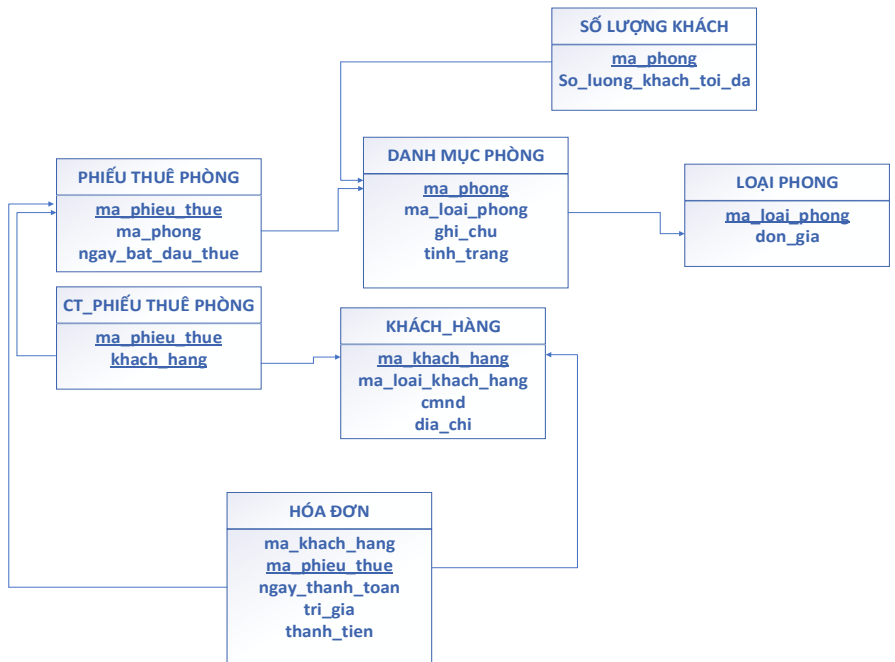 SỐ LƯỢNG KHÁCH
ma_phong
So_luong_khach_toi_da
DANH MỤC PHÒNG
ma_phong
ma_loai_phong
ghi_chu
tinh_trang
PHIẾU THUÊ PHÒNG
ma_phieu_thue
ma_phong
ngay_bat_dau_thue
LOẠI PHONG
ma_loai_phong
don_gia
CT_PHIẾU THUÊ PHÒNG
ma_phieu_thue
khach_hang
KHÁCH_HÀNG
ma_khach_hang
ma_loai_khach_hang
cmnd
dia_chi
HÓA ĐƠN
ma_khach_hang
ma_phieu_thue
ngay_thanh_toan
tri_gia
thanh_tien